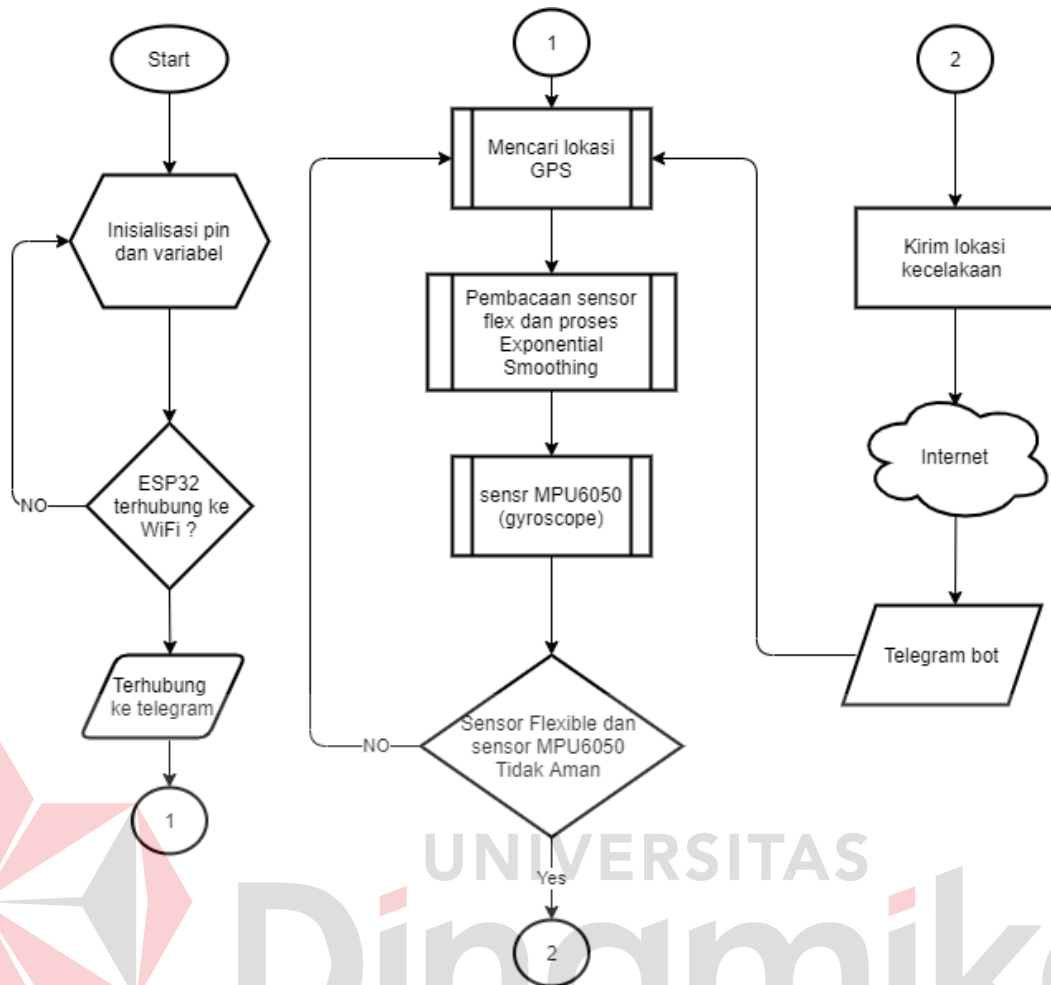 Start
Inisialisasi pin
dan variabel
ESP32
terhubung ke
WiFi ?
NO
Terhubung
ke telegram
1
1
Mencari lokasi
GPS
Pembacaan sensor
flex dan proses
Exponential
Smoothing
sensr MPU6050
(gyroscope)
Sensor Flexible dan
sensor MPU6050
Tidak Aman
NO
Yes
2
2
Kirim lokasi
kecelakaan
Internet
Telegram bot
UNIVERSITAS
Dinamika